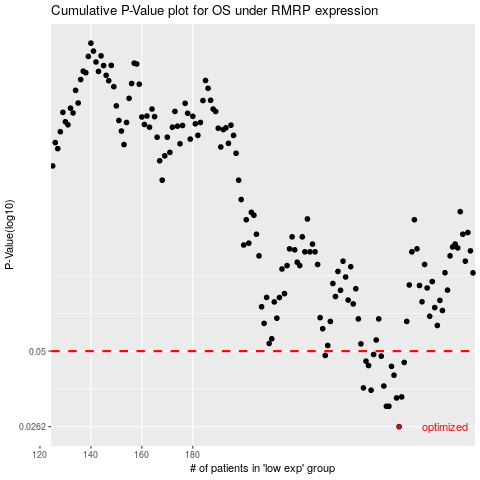 Cumulative P-Value plot for OS under RMRP expression
P-Value(log10)
0.05
0.0262
optimized
120 140 160 180
# of patients in 'low exp' group